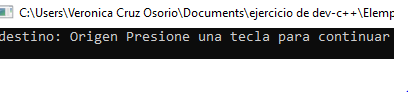 C:\Users\Veronica Cruz Osorio\Documents\ejercicio de dev-c++\Elemp
destino: Origen Presione una tecla para continuar